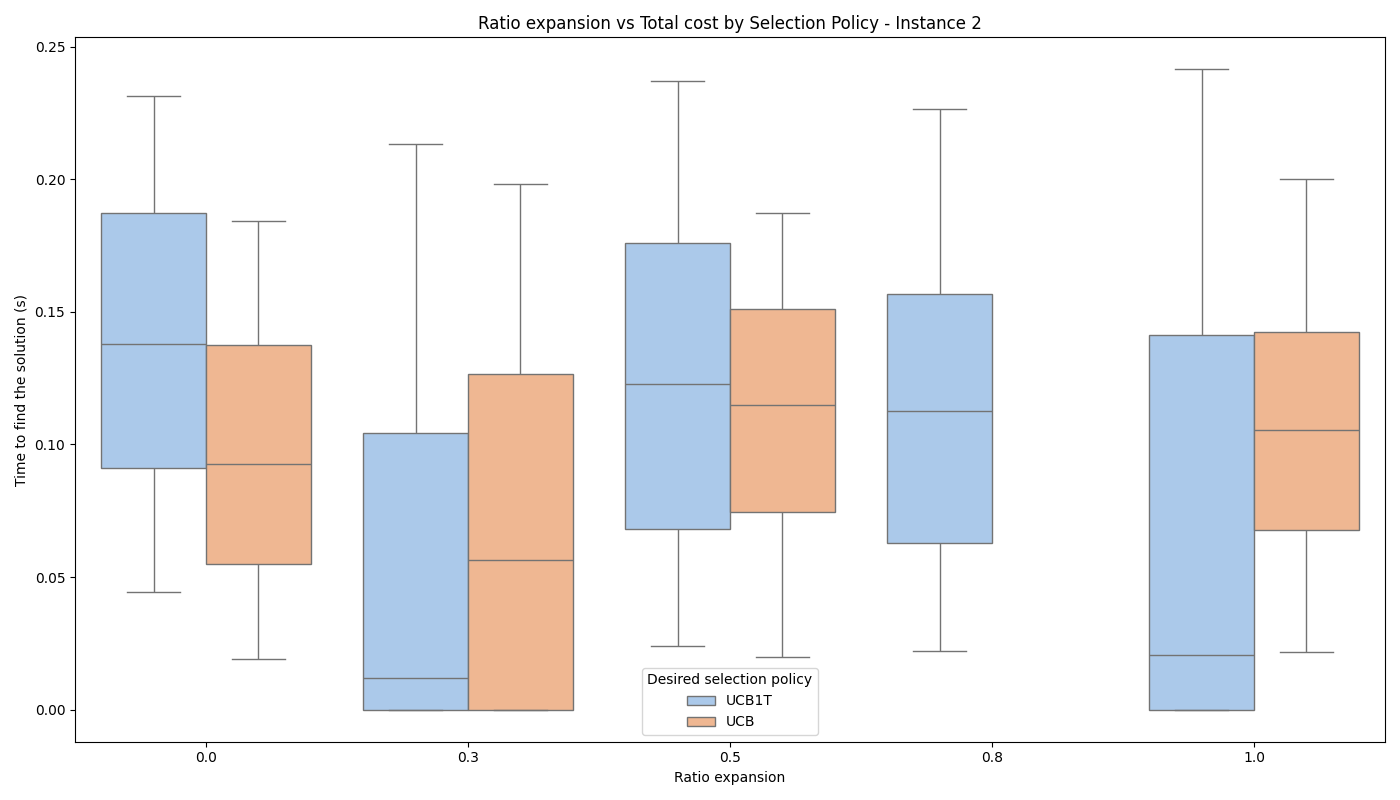 Ratio expansion vs Total cost by Selection Policy - Instance 2
Time to find the solution (s)
0.25
0.20
0.15
0.10
0.05
0.00
Desired selection policy
UCB1T
UCB
0.0 0.3 0.5 0.8 1.0
Ratio expansion